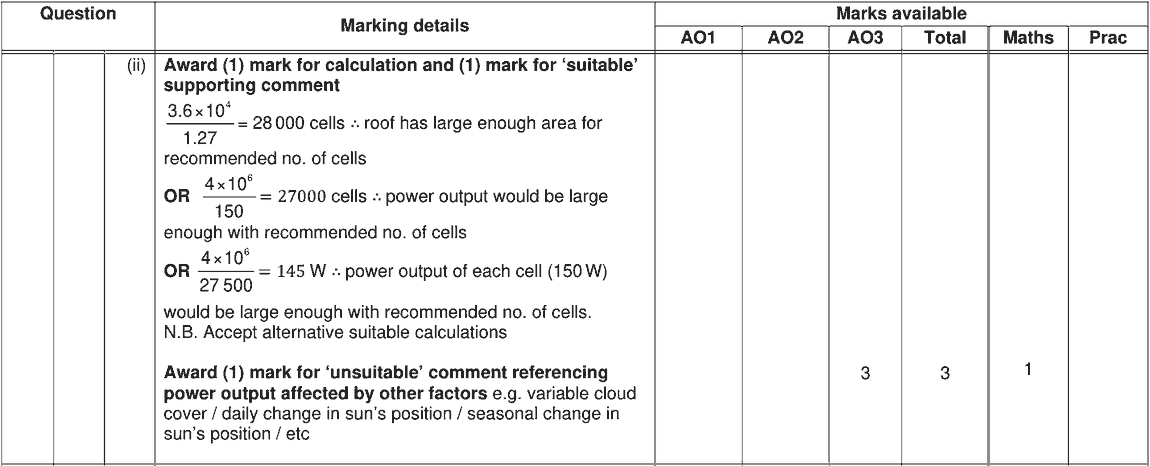 Question Marking details Marks available
AO1 AO2 AO3 Total Maths Prac
(ii) Award (1) mark for calculation and (1) mark for ‘suitable’
supporting comment
3.6 × 10⁴ / 1.27 = 28 000 cells ∴ roof has large enough area for
recommended no. of cells
OR 4 × 10⁶ / 150 = 27000 cells ∴ power output would be large
enough with recommended no. of cells
OR 4 × 10⁶ / 27 500 = 145 W ∴ power output of each cell (150 W)
would be large enough with recommended no. of cells.
N.B. Accept alternative suitable calculations
Award (1) mark for ‘unsuitable’ comment referencing
power output affected by other factors e.g. variable cloud
cover / daily change in sun’s position / seasonal change in
sun’s position / etc
3 3 1